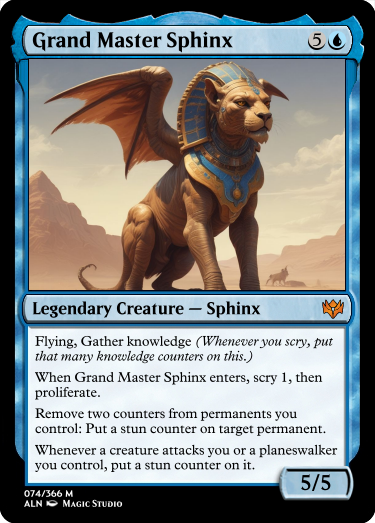 Grand Master Sphinx 5
Legendary Creature — Sphinx
Flying, Gather knowledge (Whenever you scry, put
that many knowledge counters on this.)
When Grand Master Sphinx enters, scry 1, then
proliferate.
Remove two counters from permanents you
control: Put a stun counter on target permanent.
Whenever a creature attacks you or a planeswalker
you control, put a stun counter on it.
5/5
074/366 M
ALN Magic Studio